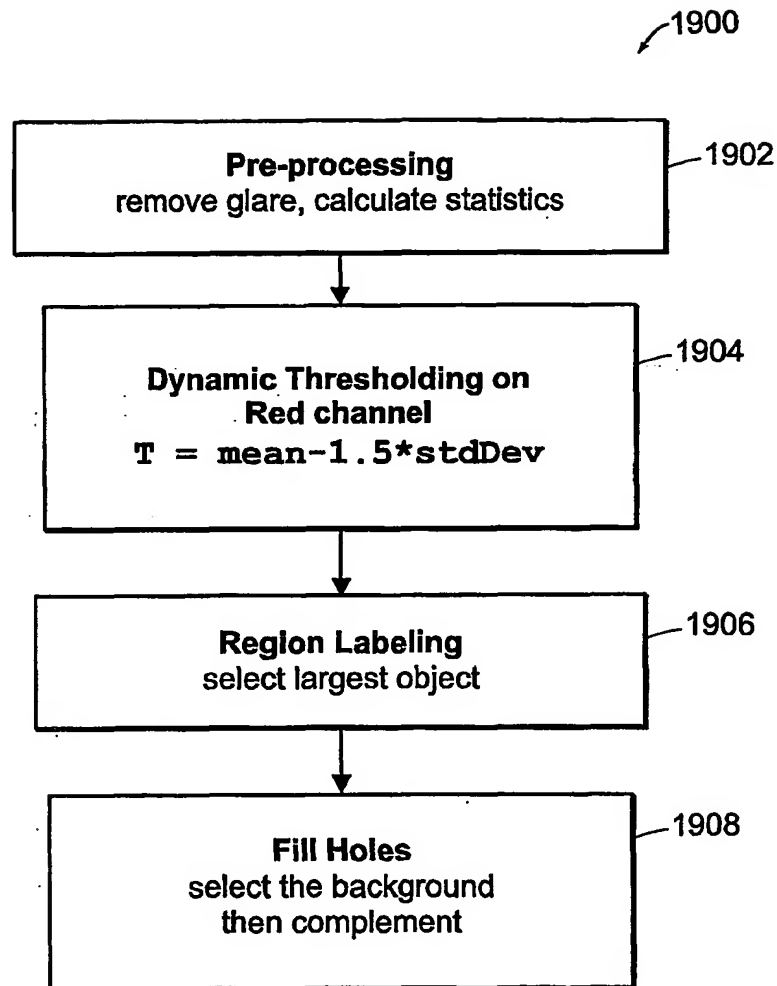 1900
Pre-processing
remove glare, calculate statistics
1902
Dynamic Thresholding on
Red channel
T = mean-1.5*stdDev
1904
Region Labeling
select largest object
1906
Fill Holes
select the background
then complement
1908